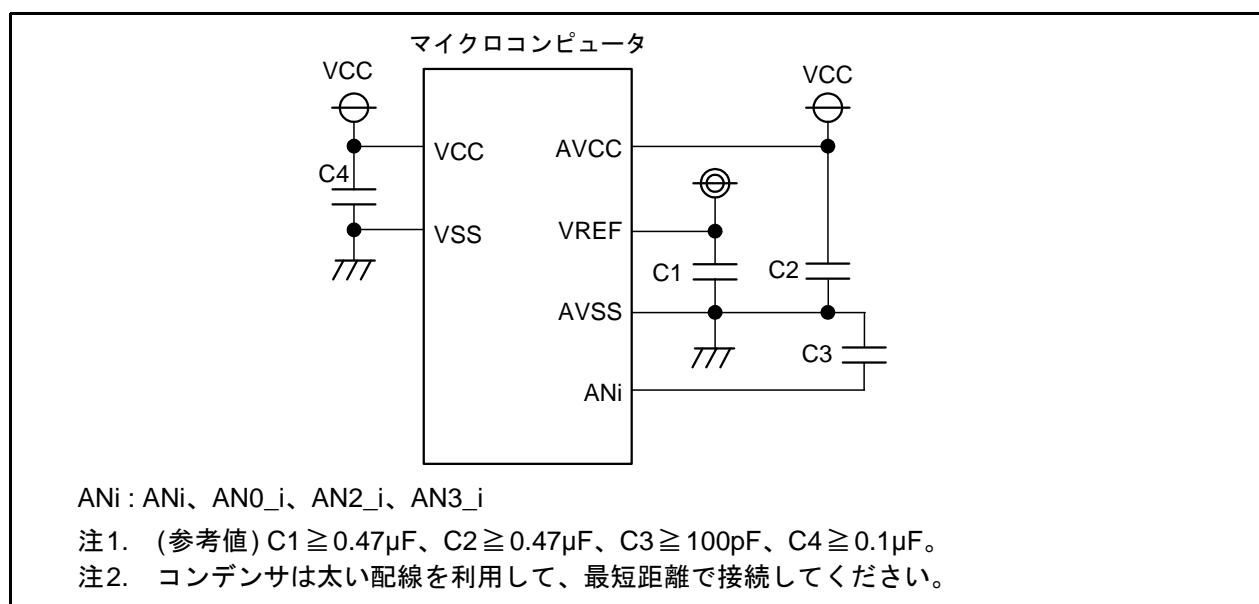 マイクロコンピュータ
VCC
VCC
VCC
AVCC
C4
VSS
VREF
C1
C2
AVSS
C3
ANi
ANi : ANi、AN0_i、AN2_i、AN3_i
注1. (参考値) C1≧0.47µF、C2≧0.47µF、C3≧100pF、C4≧0.1µF。
注2. コンデンサは太い配線を利用して、最短距離で接続してください。